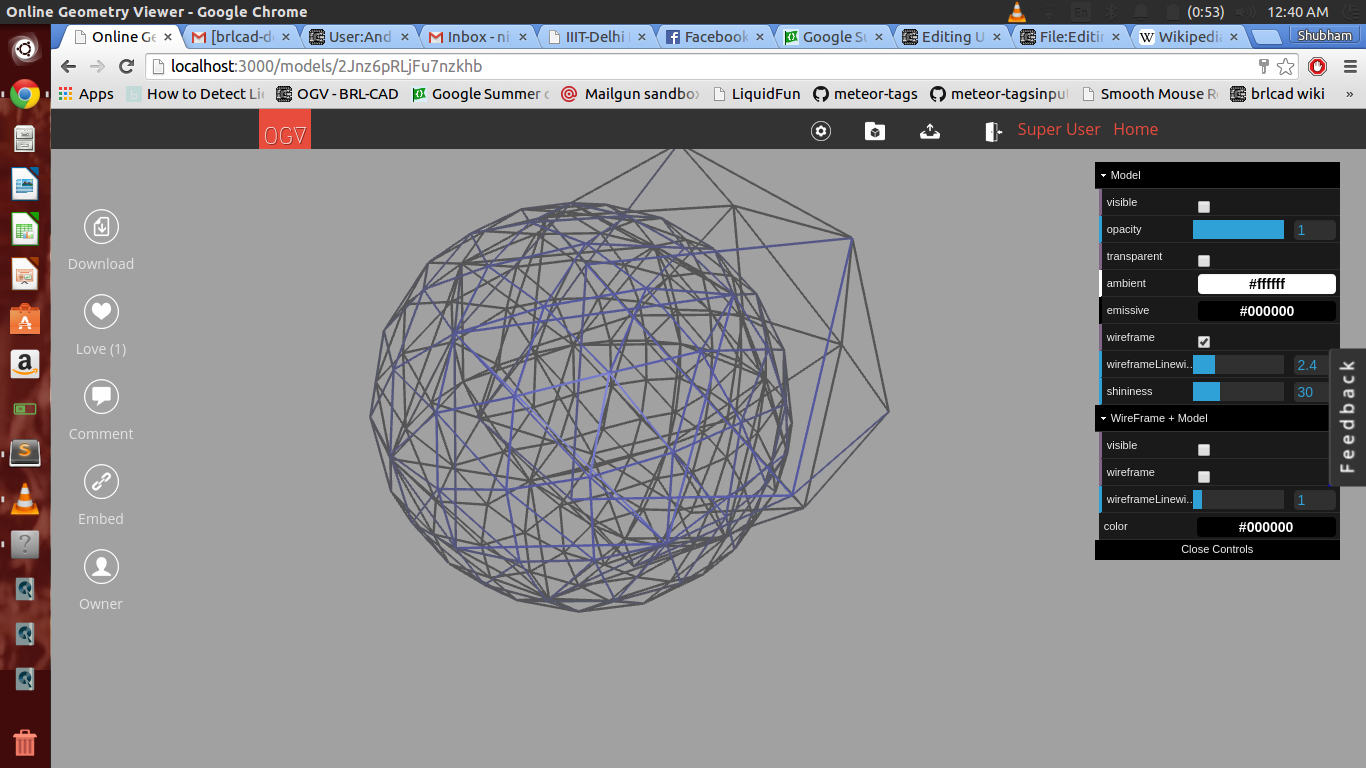 Online Geometry Viewer - Google Chrome
En
(0:53)
12:40 AM
Online Ge
[brlcad-de
User:And
Inbox - ni
IIIT-Delhi
Facebook
Google Su
Editing U
File:Editin
Wikipedia
Shubham
localhost:3000/models/2Jnz6pRLjFu7nzkhb
Apps
How to Detect Li
OGV - BRL-CAD
Google Summer
Mailgun sandbox
LiquidFun
meteor-tags
meteor-tagsinput
Smooth Mouse R
brlcad wiki
»
OGV
Super User
Home
Download
Love (1)
Comment
Embed
Owner
Model
visible
opacity
1
transparent
ambient
#ffffff
emissive
#000000
wireframe
wireframeLinewi..
2.4
shininess
30
WireFrame + Model
visible
wireframe
wireframeLinewi..
1
color
#000000
Close Controls
Feedback